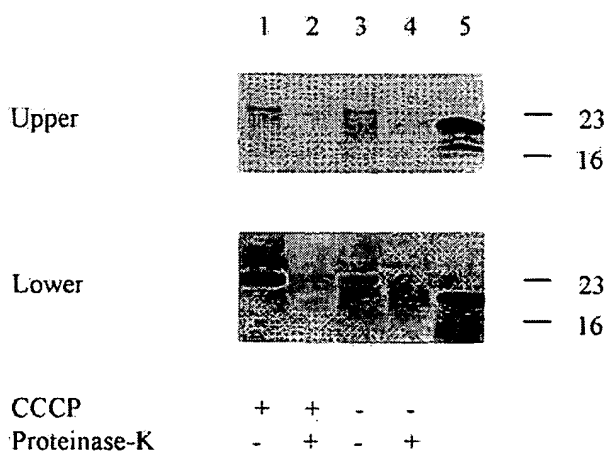 1 2 3 4 5
Upper
23
16
Lower
23
16
CCCP + + - -
Proteinase-K - + - +